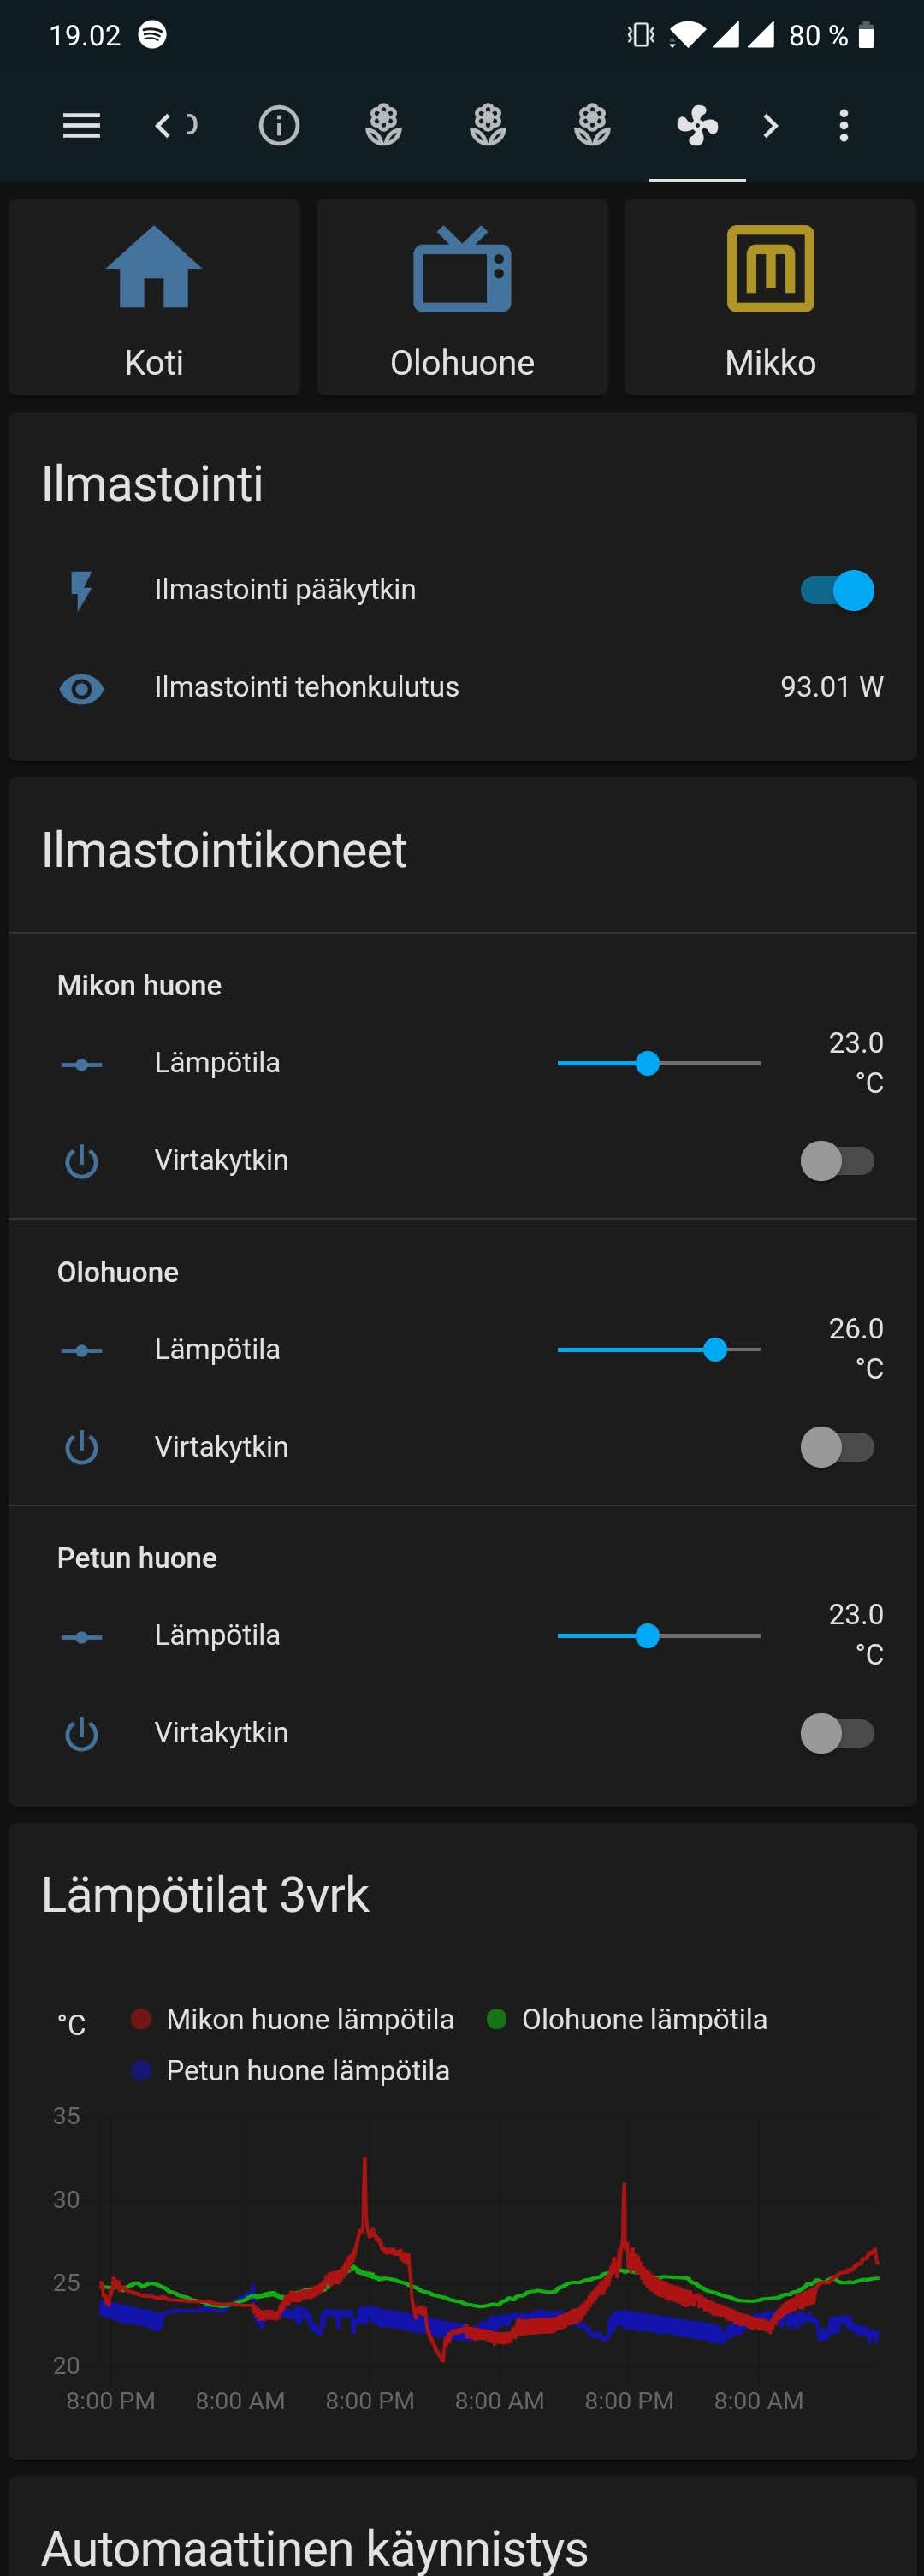 19.02 80 %
Koti Olohuone Mikko
Ilmastointi
Ilmastointi pääkytkin
Ilmastointi tehonkulutus 93.01 W
Ilmastointikoneet
Mikon huone
Lämpötila 23.0 °C
Virtakytkin
Olohuone
Lämpötila 26.0 °C
Virtakytkin
Petun huone
Lämpötila 23.0 °C
Virtakytkin
Lämpötilat 3vrk
°C Mikon huone lämpötila Olohuone lämpötila
Petun huone lämpötila
35
30
25
20
8:00 PM 8:00 AM 8:00 PM 8:00 AM 8:00 PM 8:00 AM
Automaattinen käynnistys